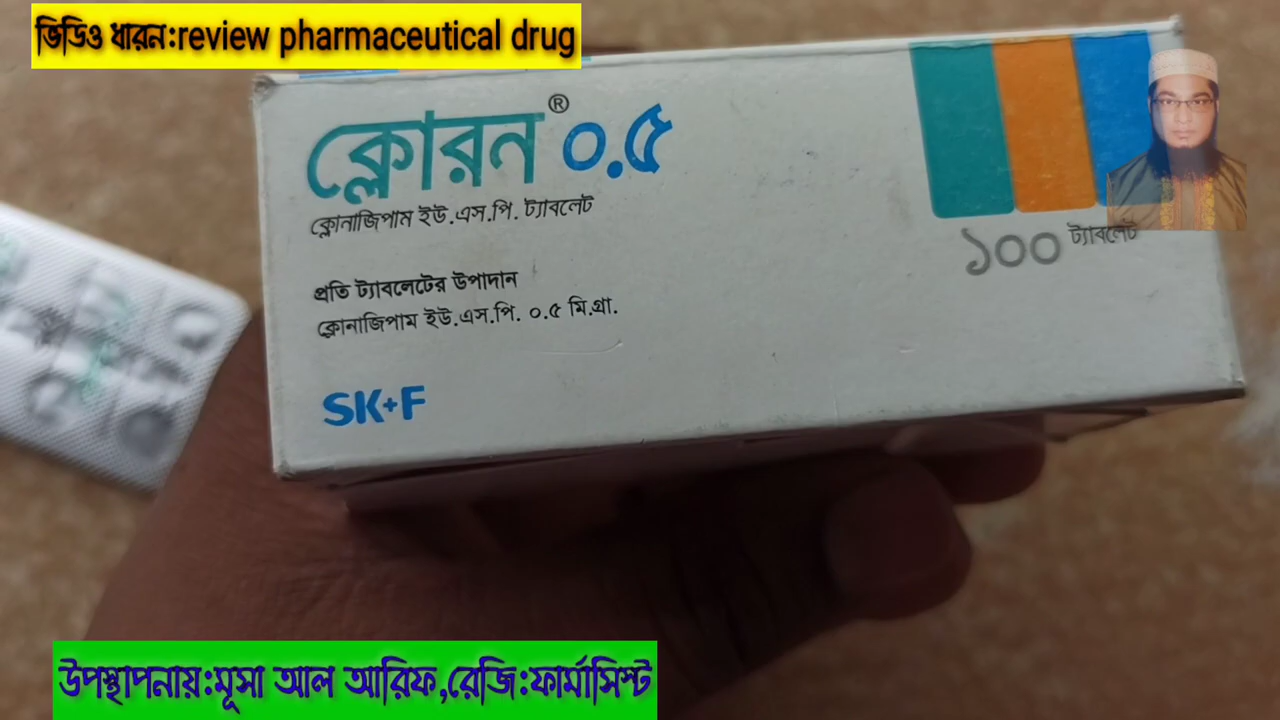 ভিডিও ধারন:review pharmaceutical drug
ক্লোরন® ০.৫
ক্লোনাজিপাম ইউ.এস.পি. ট্যাবলেট
১০০ ট্যাবলেট
প্রতি ট্যাবলেটের উপাদান
ক্লোনাজিপাম ইউ.এস.পি. ০.৫ মি.গ্রা.
SK+F
উপস্থাপনায়:মূসা আল আরিফ,রেজি:ফার্মাসিস্ট